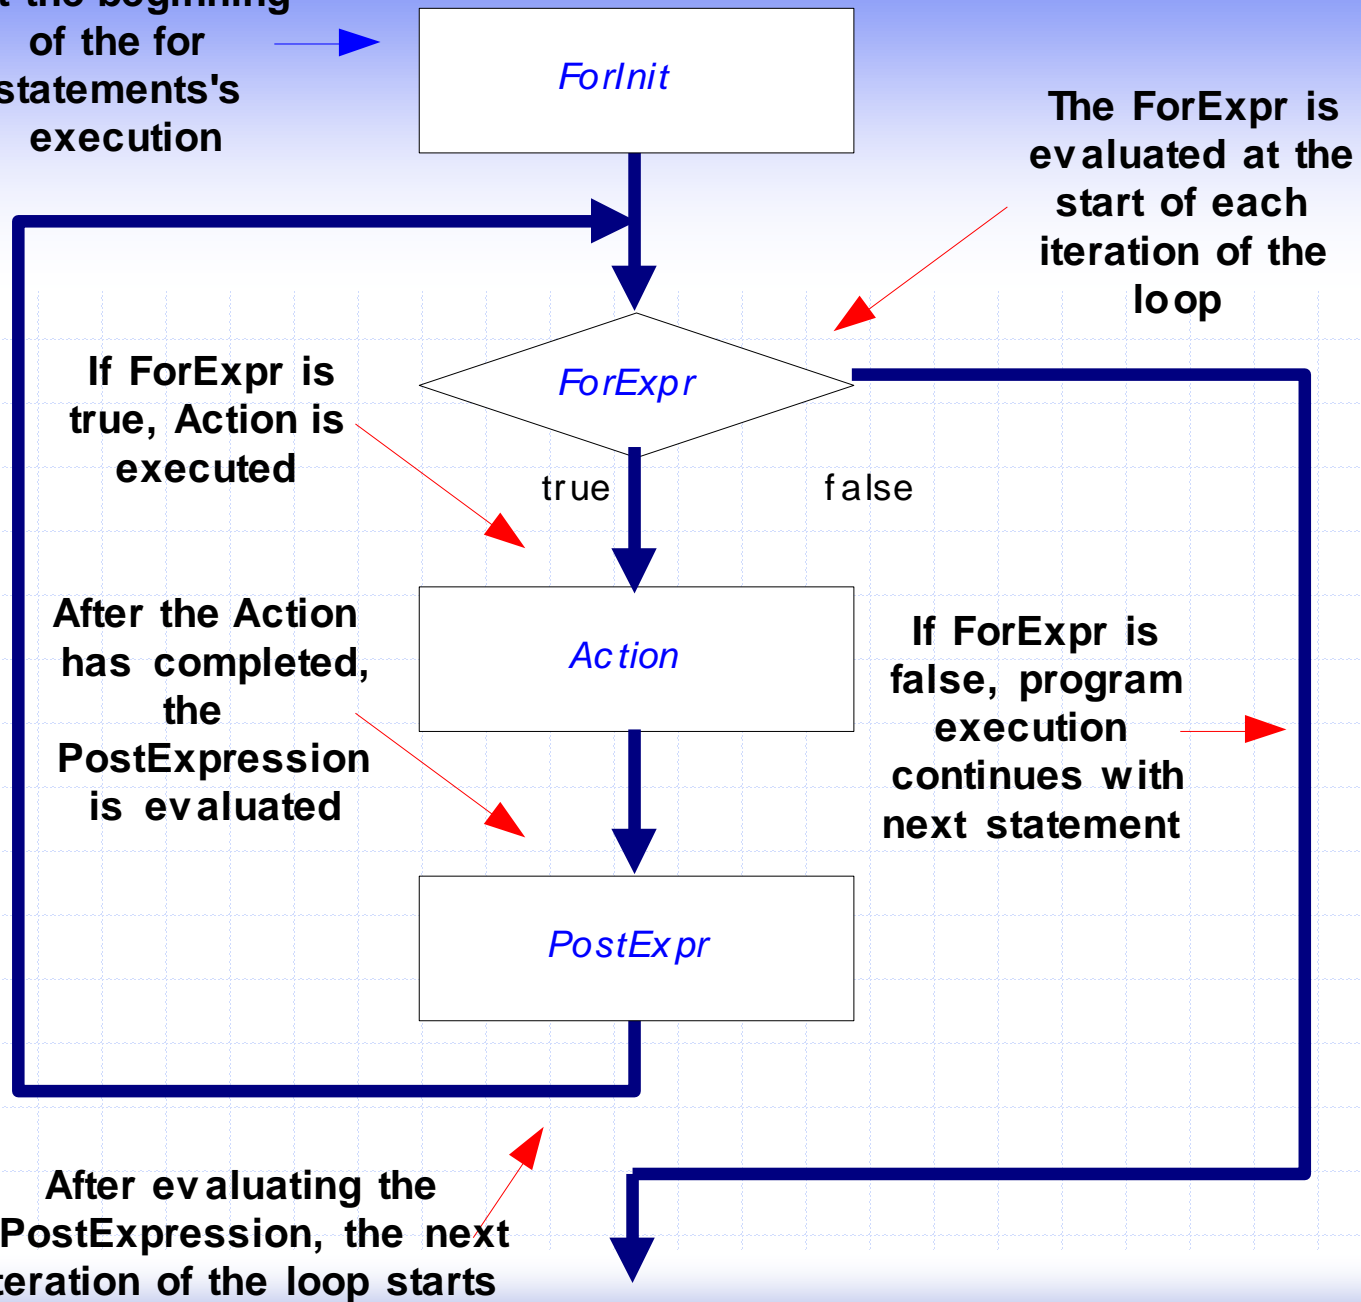 the beginning
of the for
statements's
execution
ForInit
The ForExpr is
evaluated at the
start of each
iteration of the
loop
ForExpr
If ForExpr is
true, Action is
executed
true
false
After the Action
has completed,
the
PostExpression
is evaluated
Action
If ForExpr is
false, program
execution
continues with
next statement
PostExpr
After evaluating the
PostExpression, the next
teration of the loop starts